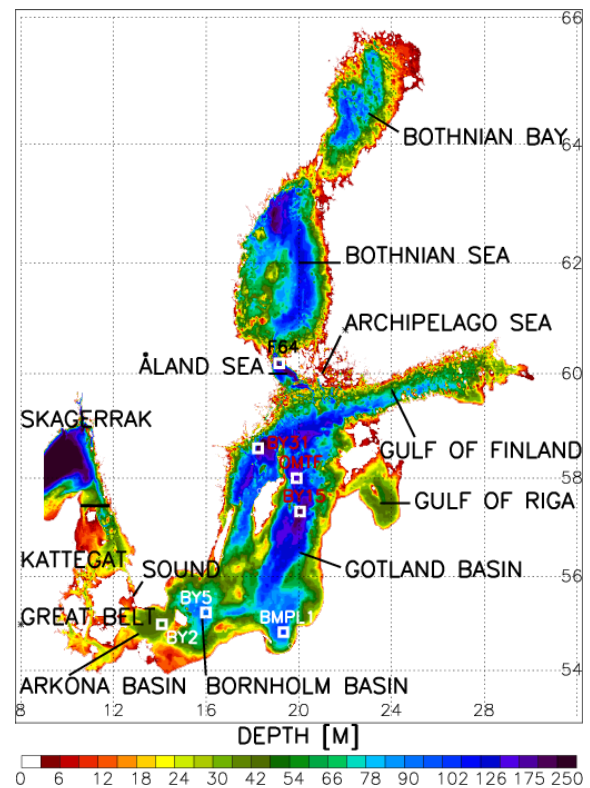 66
BOTHNIAN BAY
64
BOTHNIAN SEA
62
ARCHIPELAGO SEA
F64
ÅLAND SEA
60
SKAGERRAK
BY31
GULF OF FINLAND
OMTF
58
BY15
GULF OF RIGA
KATTEGAT
SOUND
GOTLAND BASIN
56
BY5
GREAT BELT
BMPL1
BY2
ARKONA BASIN
BORNHOLM BASIN
54
8 12 16 20 24 28
DEPTH [M]
0 6 12 18 24 30 42 54 66 78 90 102 126 150 175 250